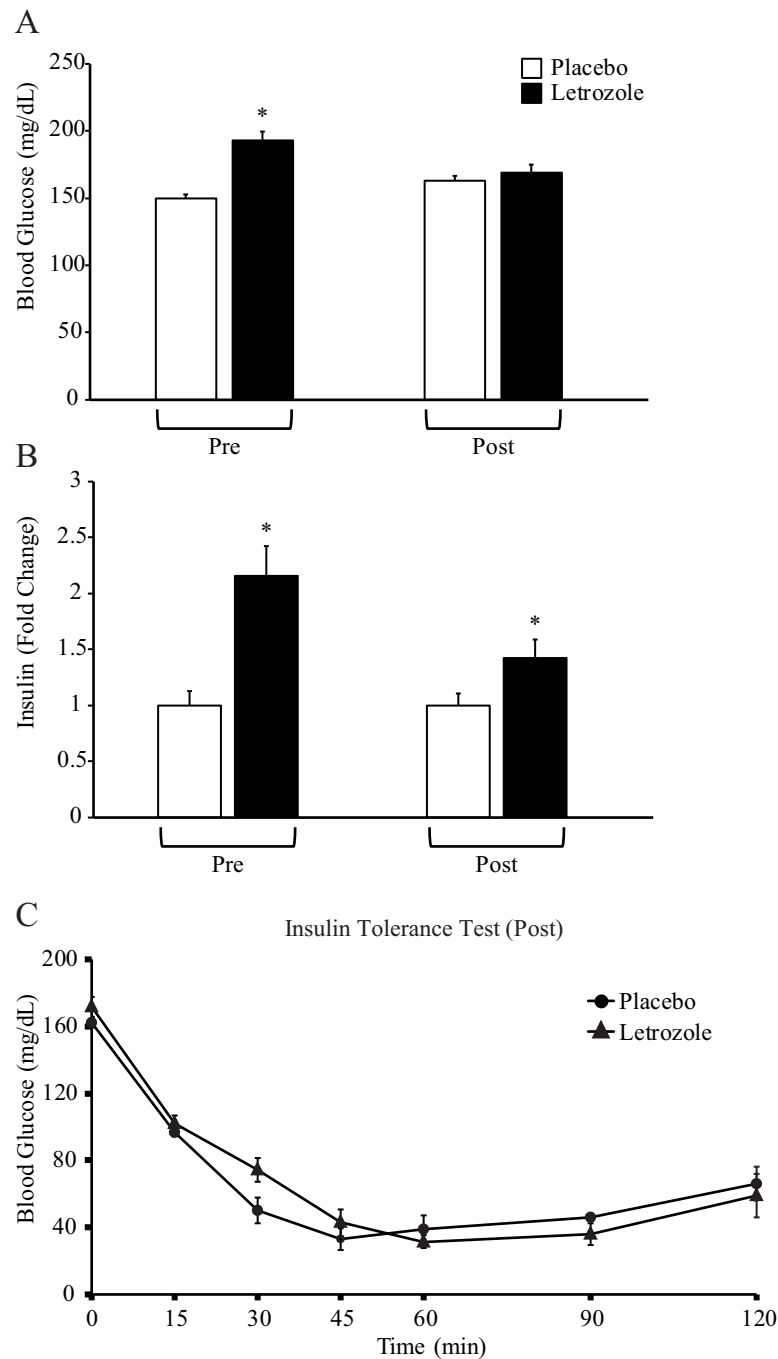 A
250
200
150
100
50
0
Blood Glucose (mg/dL)
Placebo
Letrozole
*
Pre
Post
B
3
2.5
2
1.5
1
0.5
0
Insulin (Fold Change)
*
*
Pre
Post
C
Insulin Tolerance Test (Post)
200
160
120
80
40
0
Blood Glucose (mg/dL)
Placebo
Letrozole
0 15 30 45 60 90 120
Time (min)